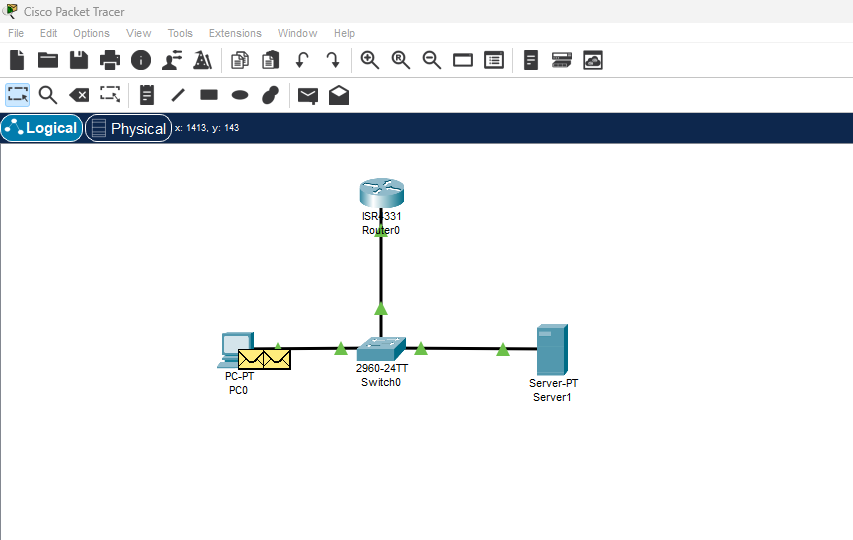 Cisco Packet Tracer
File Edit Options View Tools Extensions Window Help
Logical Physical x: 1413, y: 143
ISR4331
Router0
PC-PT
PC0
2960-24TT
Switch0
Server-PT
Server1